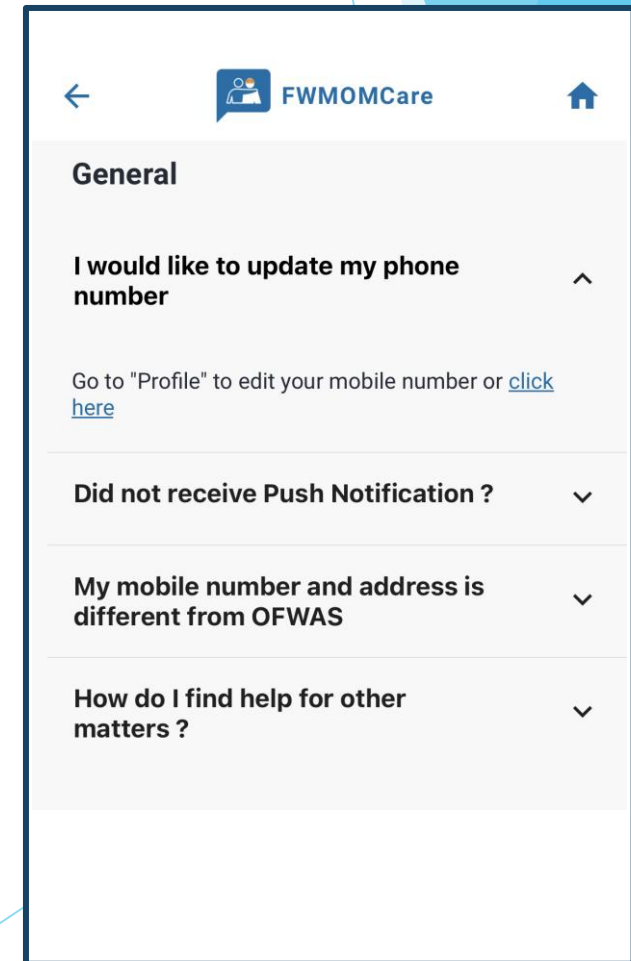 FWMOMCare
General
I would like to update my phone
number
Go to "Profile" to edit your mobile number or click
here
Did not receive Push Notification ?
My mobile number and address is
different from OFWAS
How do I find help for other
matters ?